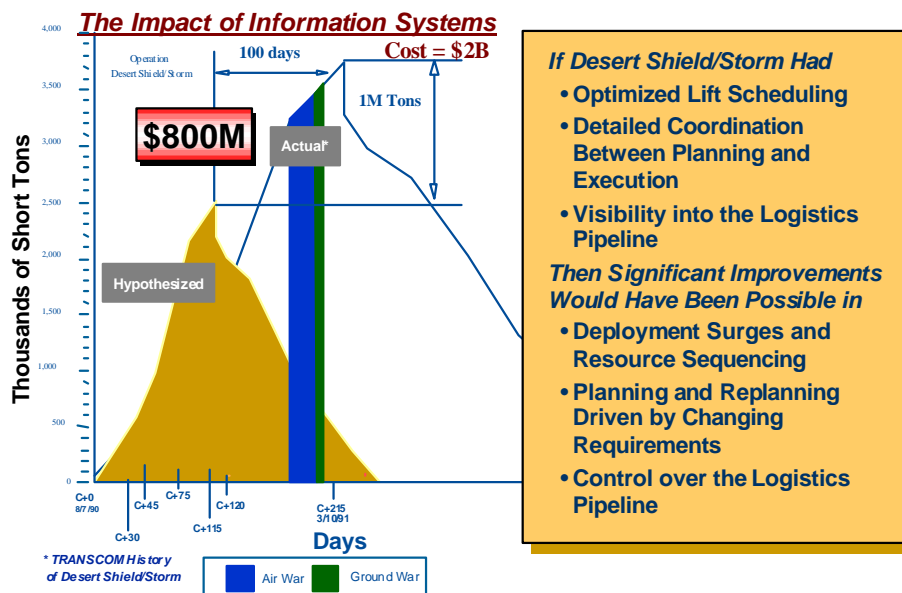 The Impact of Information Systems
4,000
3,500
3,000
2,500
2,000
1,500
1,000
500
0
Thousands of Short Tons
Operation
Desert Shield/Storm
100 days
Cost = $2B
1M Tons
$800M
Actual*
Hypothesized
C+0
8/7/90
C+30
C+45
C+75
C+115
C+120
C+215
3/10/91
Days
* TRANSCOM History
of Desert Shield/Storm
Air War
Ground War
If Desert Shield/Storm Had
• Optimized Lift Scheduling
• Detailed Coordination
Between Planning and
Execution
• Visibility into the Logistics
Pipeline
Then Significant Improvements
Would Have Been Possible in
• Deployment Surges and
Resource Sequencing
• Planning and Replanning
Driven by Changing
Requirements
• Control over the Logistics
Pipeline